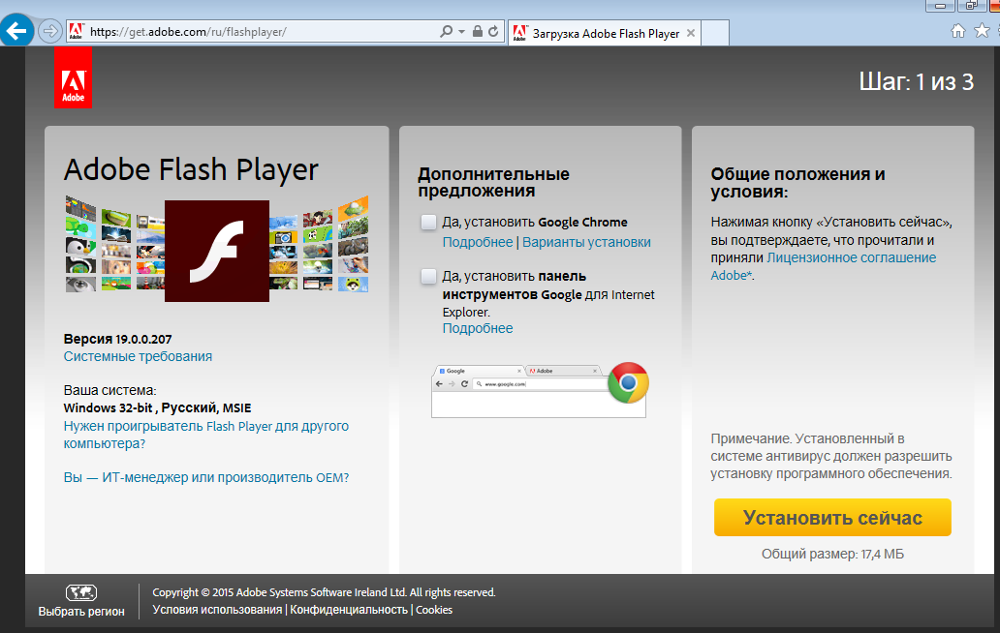 https://get.adobe.com/ru/flashplayer/
Загрузка Adobe Flash Player
Adobe
Шаг: 1 из 3
Adobe Flash Player
Версия 19.0.0.207
Системные требования
Ваша система:
Windows 32-bit , Русский, MSIE
Нужен проигрыватель Flash Player для другого
компьютера?
Вы — ИТ-менеджер или производитель OEM?
Дополнительные
предложения
Да, установить Google Chrome
Подробнее | Варианты установки
Да, установить панель
инструментов Google для Internet
Explorer.
Подробнее
Google
Adobe
www.google.com
Общие положения и
условия:
Нажимая кнопку «Установить сейчас»,
вы подтверждаете, что прочитали и
приняли Лицензионное соглашение
Adobe*.
Примечание. Установленный в
системе антивирус должен разрешить
установку программного обеспечения.
Установить сейчас
Общий размер: 17,4 МБ
Выбрать регион
Copyright © 2015 Adobe Systems Software Ireland Ltd. All rights reserved.
Условия использования | Конфиденциальность | Cookies